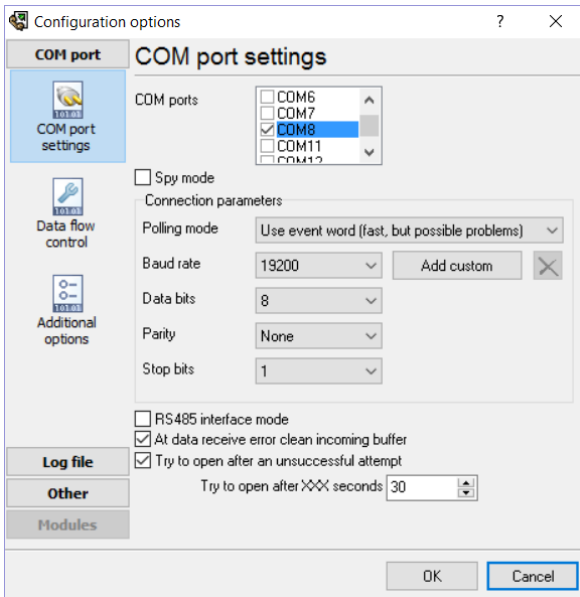 Configuration options
?
COM port
COM port settings
Data flow control
Additional options
Log file
Other
Modules
COM port settings
COM ports
COM6
COM7
COM8
COM11
COM12
Spy mode
Connection parameters
Polling mode
Use event word (fast, but possible problems)
Baud rate
19200
Add custom
Data bits
8
Parity
None
Stop bits
1
RS485 interface mode
At data receive error clean incoming buffer
Try to open after an unsuccessful attempt
Try to open after XXX seconds
30
OK
Cancel